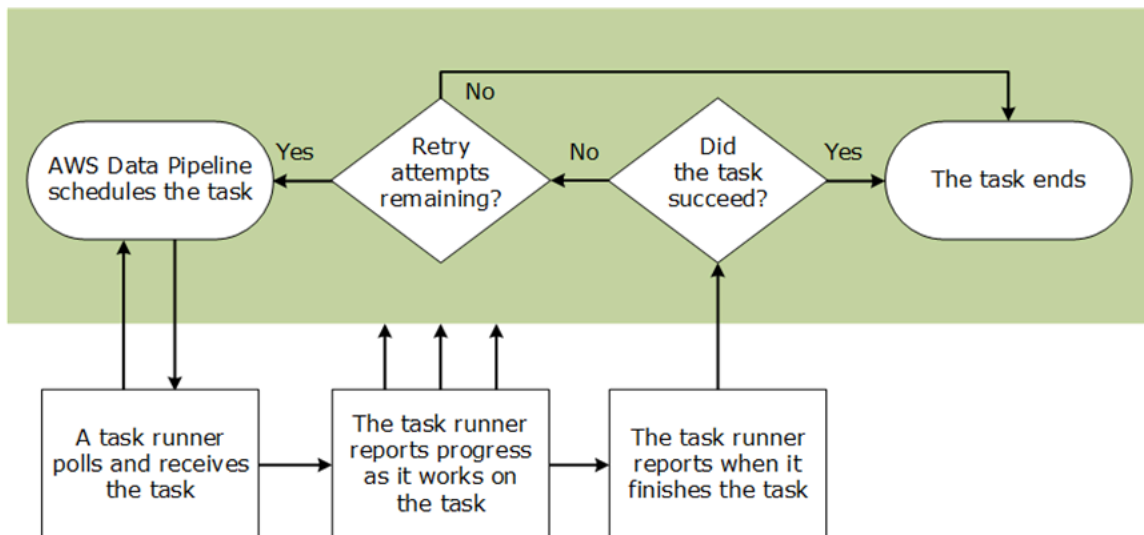 No
AWS Data Pipeline
schedules the task
Yes
Retry
attempts
remaining?
No
Did
the task
succeed?
Yes
The task ends
A task runner
polls and receives
the task
The task runner
reports progress
as it works on
the task
The task runner
reports when it
finishes the task